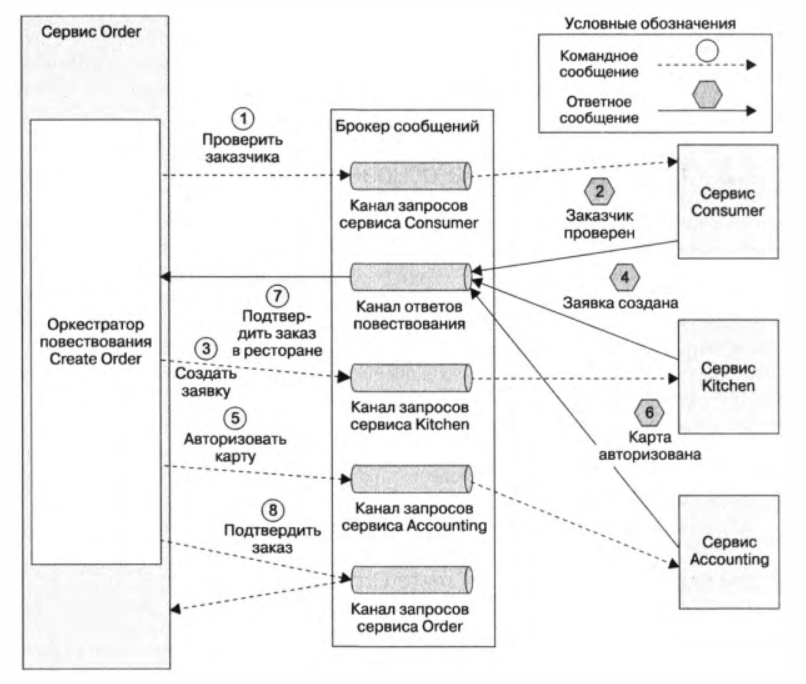 Сервис Order
Условные обозначения
Командное
сообщение
Ответное
сообщение
1
Проверить
заказчика
Брокер сообщений
Канал запросов
сервиса Consumer
2
Заказчик
проверен
Сервис
Consumer
Оркестратор
повествования
Create Order
7
Подтвер-
дить заказ
в ресторане
Канал ответов
повествования
4
Заявка создана
3
Создать
заявку
Канал запросов
сервиса Kitchen
Сервис
Kitchen
5
Авторизовать
карту
6
Карта
авторизована
Канал запросов
сервиса Accounting
8
Подтвердить
заказ
Сервис
Accounting
Канал запросов
сервиса Order